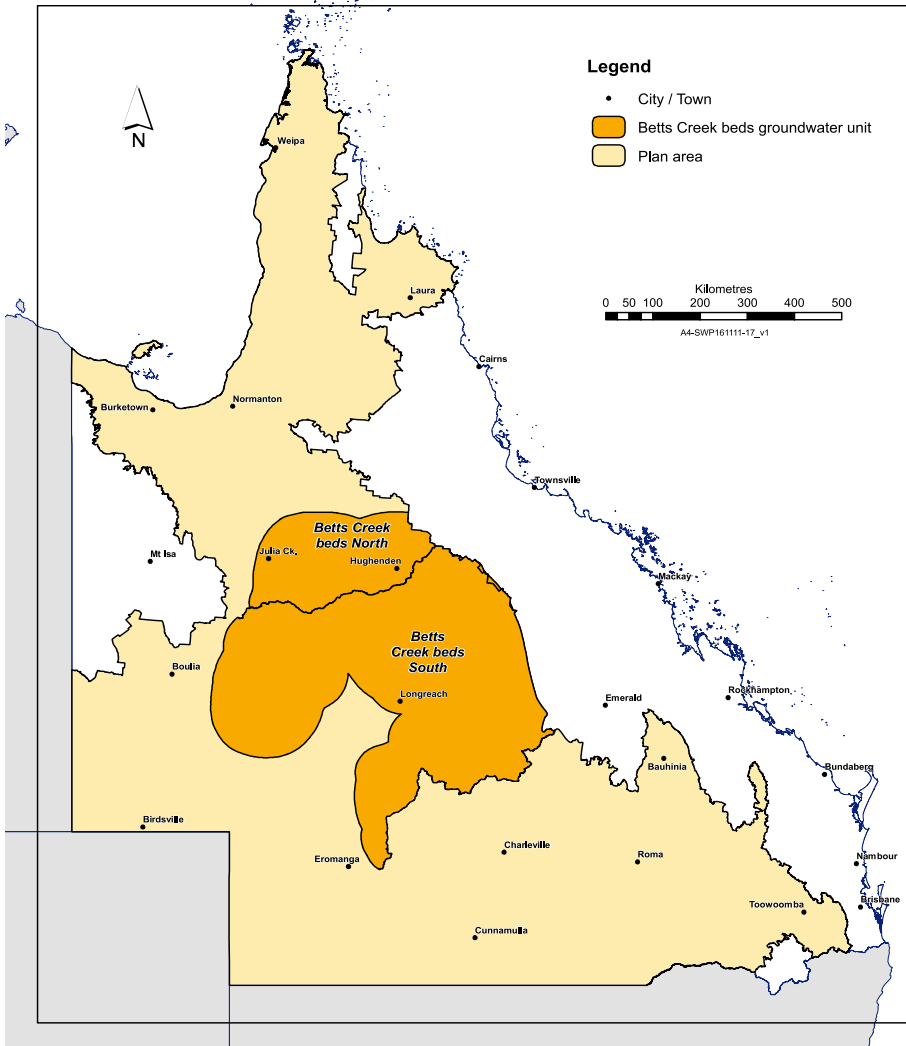 Legend
City / Town
Betts Creek beds groundwater unit
Plan area
N
Weipa
Laura
Kilometres
0 50 100 200 300 400 500
A4-SWP161111-17_v1
Cairns
Burketown
Normanton
Townsville
Betts Creek
beds North
Julia Ck.
Hughenden
Mt Isa
Mackay
Betts
Creek beds
South
Boulia
Longreach
Emerald
Rockhampton
Bauhinia
Bundaberg
Birdsville
Eromanga
Charleville
Roma
Nambour
Toowoomba
Brisbane
Cunnamulla